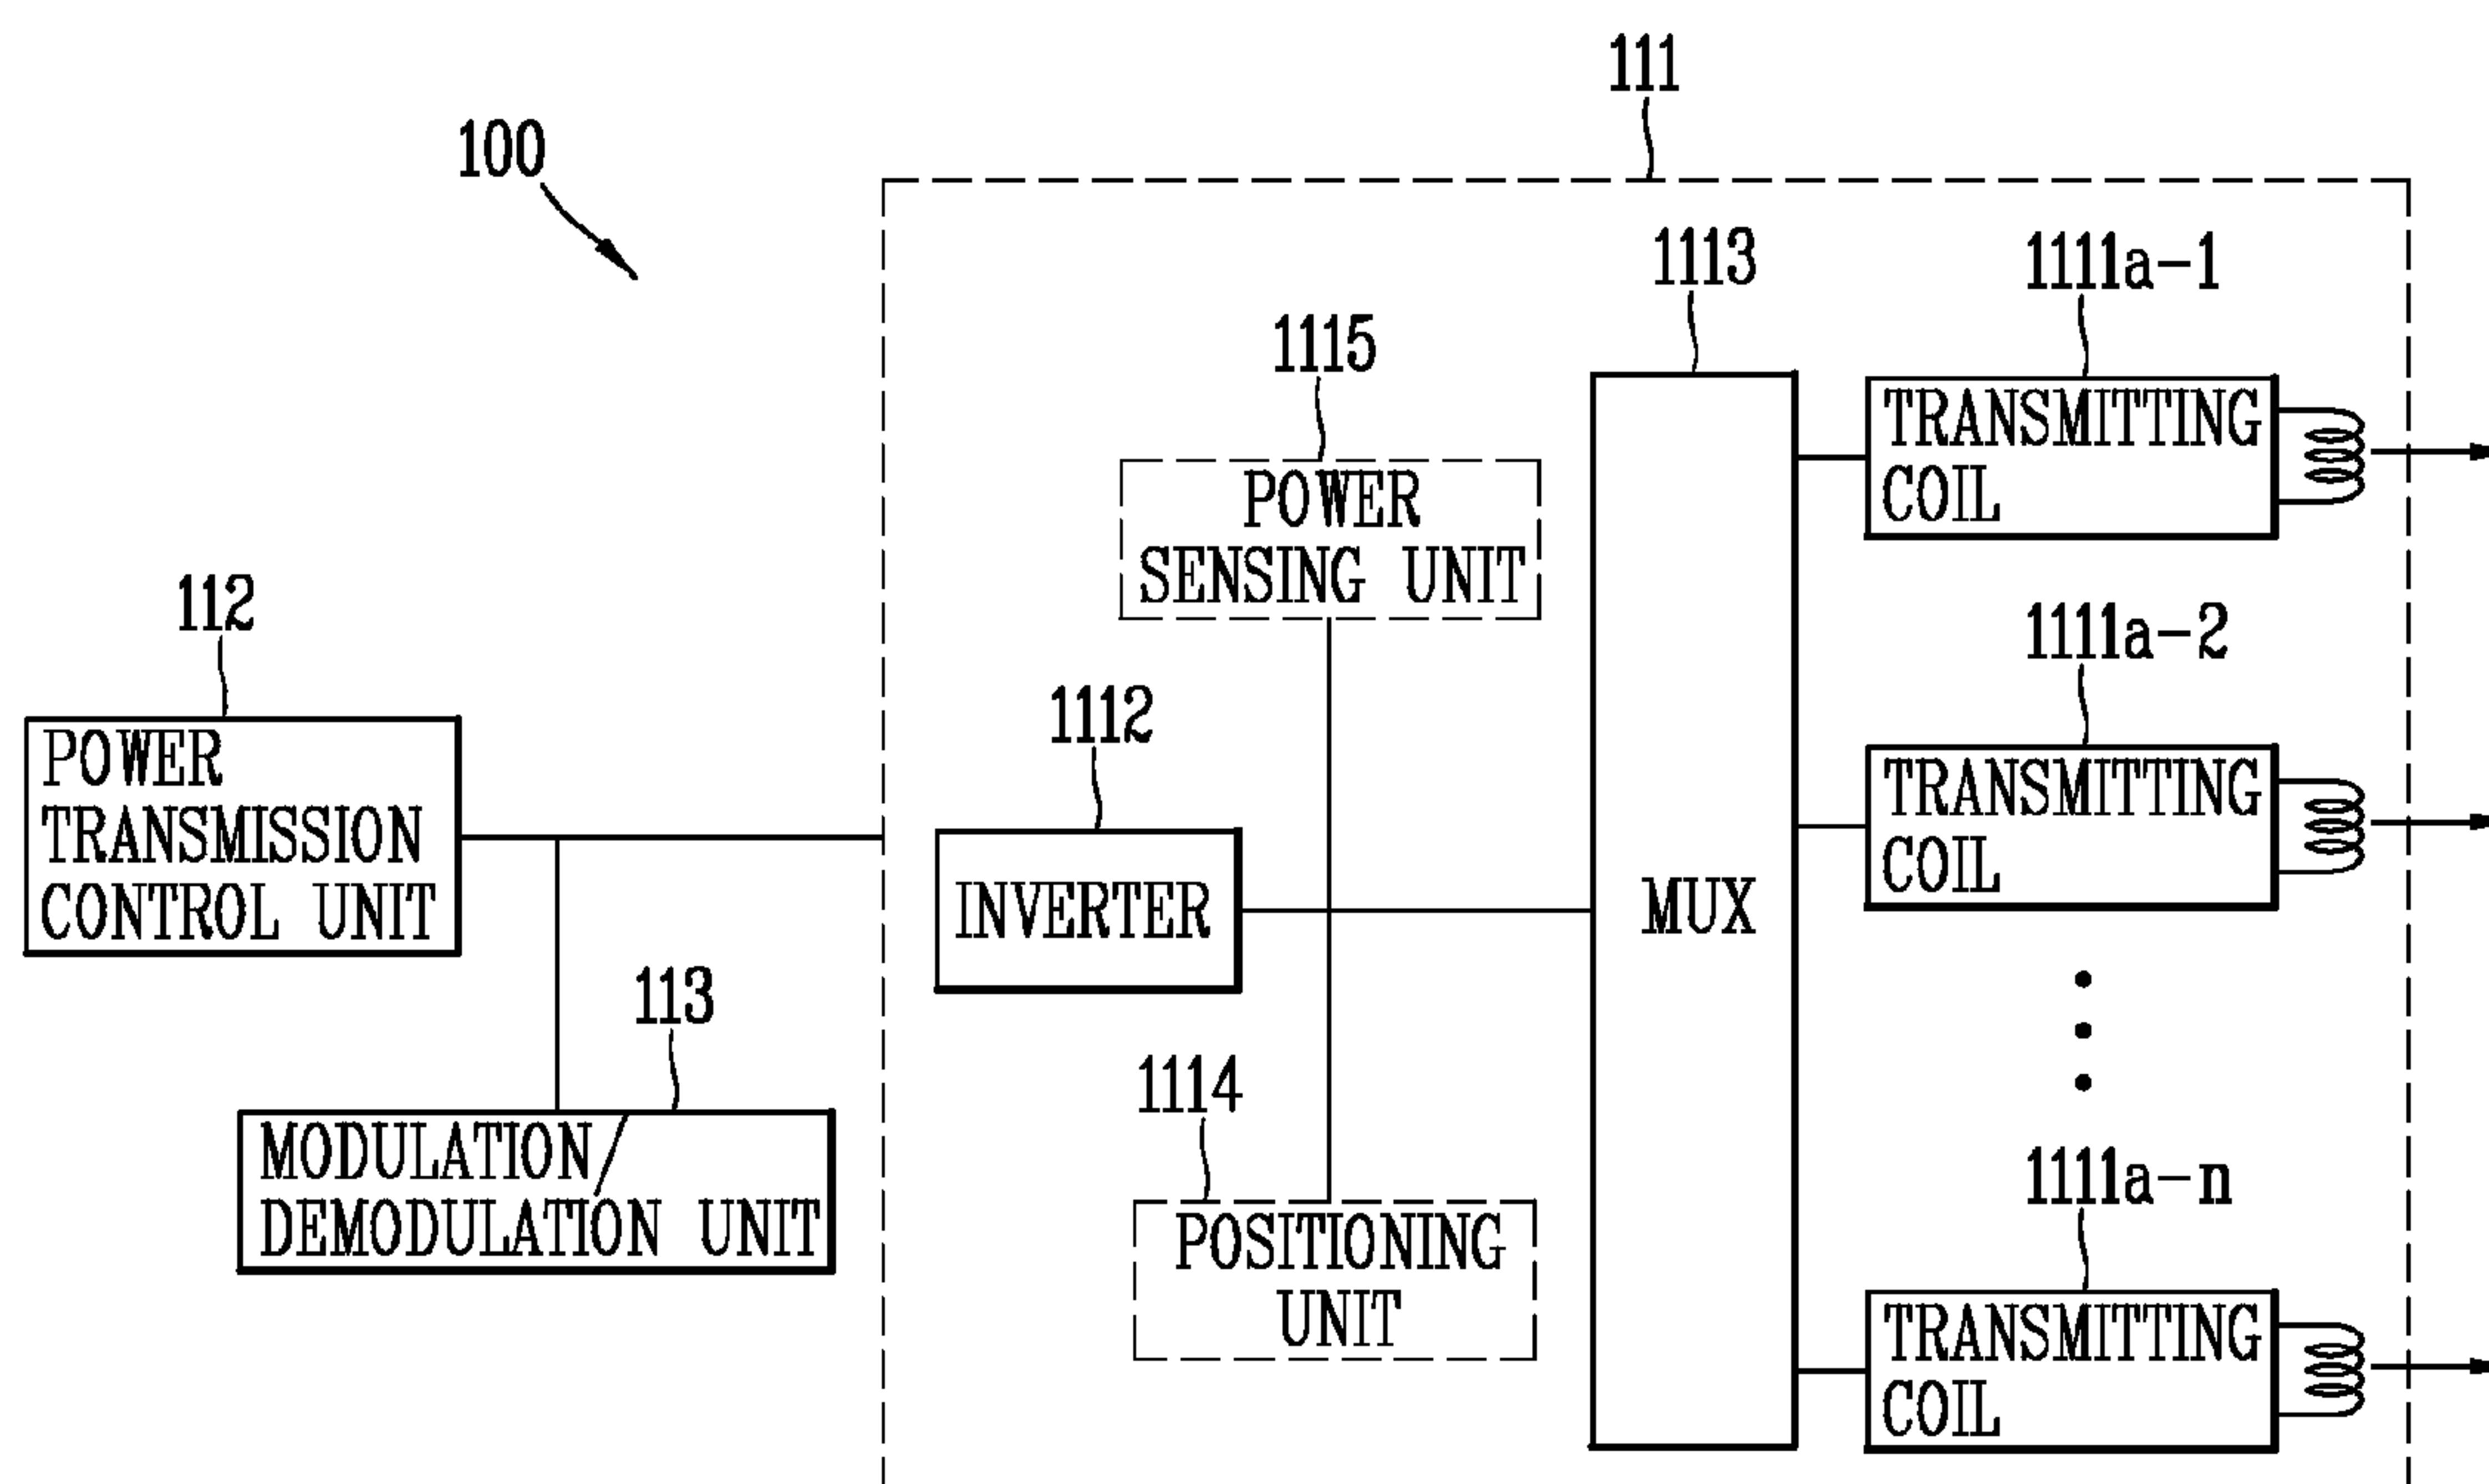 111
100
1113
1111a-1
1115
TRANSMITTING
COIL
POWER
SENSING UNIT
112
1111a-2
1112
POWER
TRANSMISSION
CONTROL UNIT
TRANSMITTING
COIL
INVERTER
MUX
113
1114
1111a-n
MODULATION/
DEMODULATION UNIT
POSITIONING
UNIT
TRANSMITTING
COIL